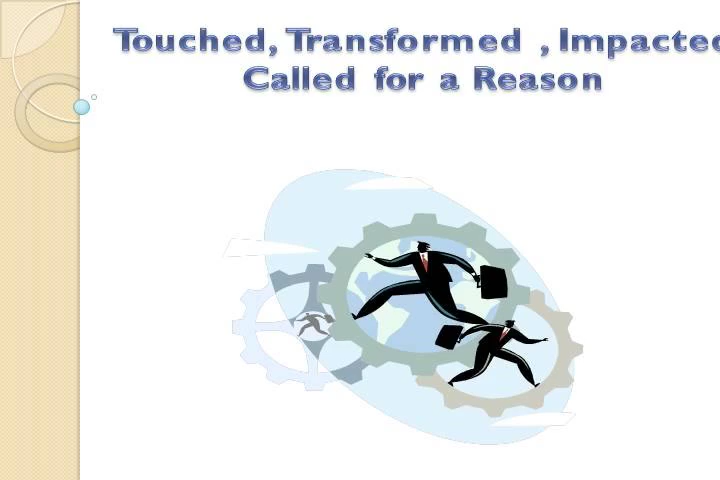 Touched, Transformed , Impacted
Called for a Reason